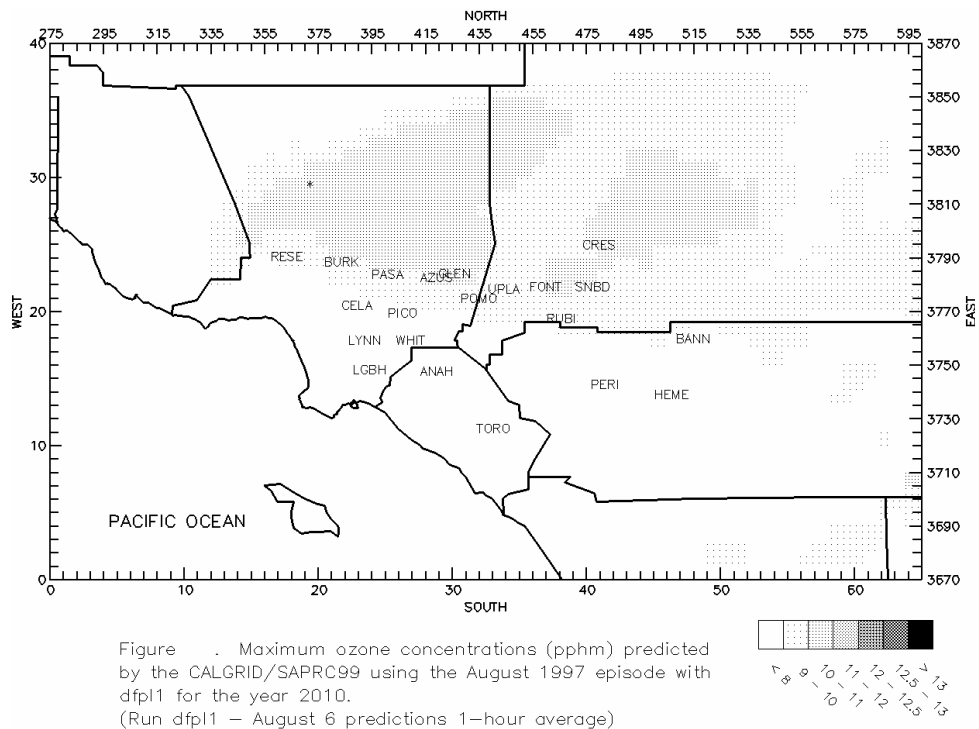 NORTH
275 295 315 335 355 375 395 415 435 455 475 495 515 535 555 575 595
40 3870
3850
3830
30
3810
CRES
RESE BURK PASA AZUS GLEN 3790
UPLA FONT SNBD
POMO
WEST CELA PICO 20 3770 EAST
RUBI
LYNN WHIT BANN
3750
LGBH ANAH
PERI HEME
3730
TORO
10 3710
PACIFIC OCEAN 3690
0 3670
0 10 20 30 40 50 60
SOUTH
Figure . Maximum ozone concentrations (pphm) predicted
by the CALGRID/SAPRC99 using the August 1997 episode with
dfpl1 for the year 2010.
(Run dfpl1 – August 6 predictions 1–hour average)
< 8
9 – 10
10 – 11
11 – 12
12 – 12.5
12.5 – 13
> 13